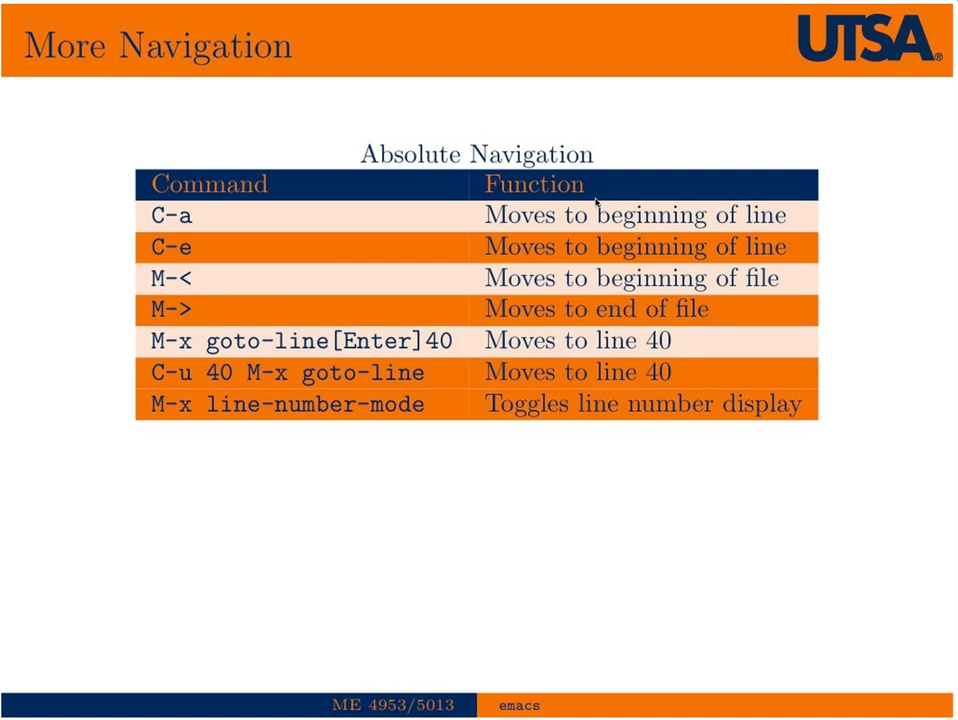 More Navigation
UTSA®
Absolute Navigation
Command Function
C-a Moves to beginning of line
C-e Moves to beginning of line
M-< Moves to beginning of file
M-> Moves to end of file
M-x goto-line[Enter]40 Moves to line 40
C-u 40 M-x goto-line Moves to line 40
M-x line-number-mode Toggles line number display
ME 4953/5013 emacs